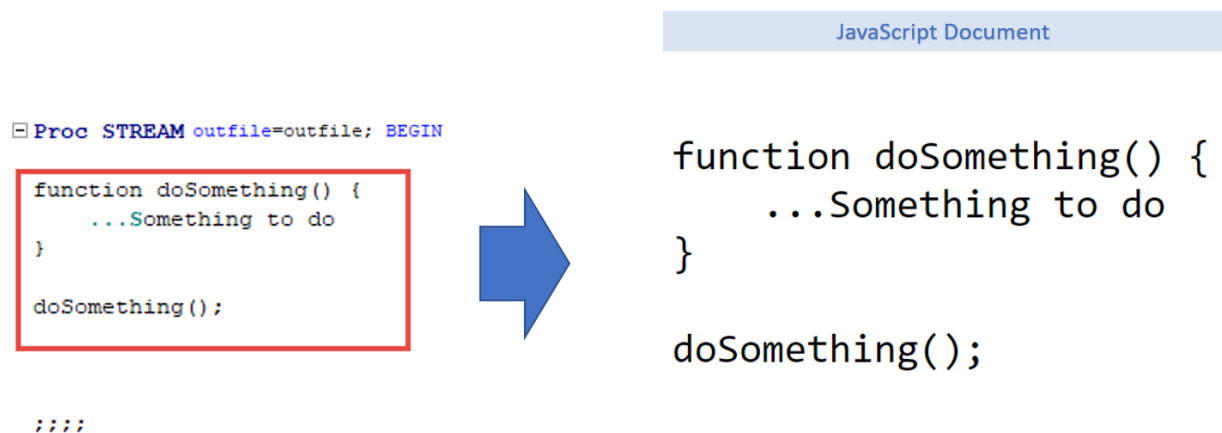 Proc STREAM outfile=outfile; BEGIN
function doSomething() {
    ...Something to do
}
doSomething();
;;;;
JavaScript Document
function doSomething() {
    ...Something to do
}
doSomething();